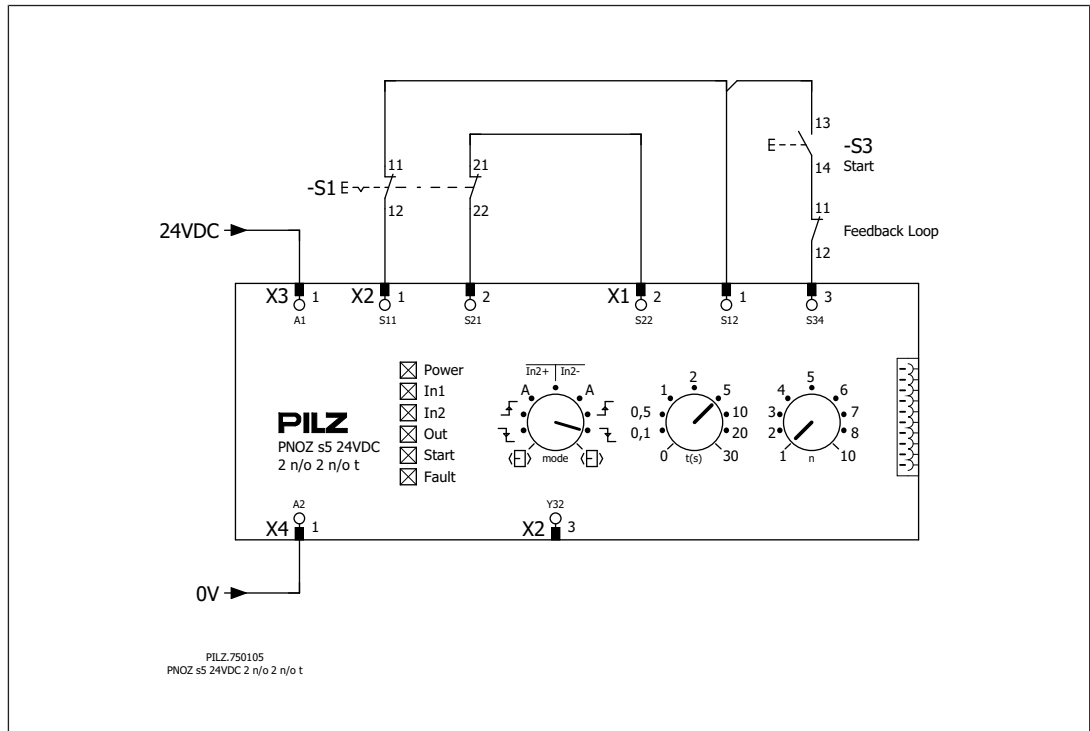 13
E -S3
14 Start
11 21
-S1 E
12 22
11
Feedback Loop
12
24VDC
X3 1 X2 1 2 X1 2 1 3
A1 S11 S21 S22 S12 S34
Power
In1
In2
Out
Start
Fault
PILZ
PNOZ s5 24VDC
2 n/o 2 n/o t
In2+ In2-
A A
mode
0 0,1 0,5 1 2 5 10 20 30
t(s)
1 2 3 4 5 6 7 8 10
n
A2 Y32
X4 1 X2 3
0V
PILZ.750105
PNOZ s5 24VDC 2 n/o 2 n/o t